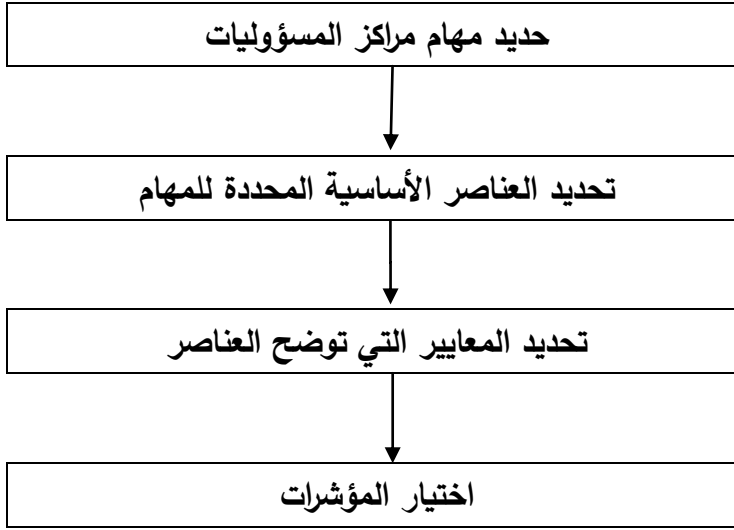 حديد مهام مراكز المسؤوليات
تحديد العناصر الأساسية المحددة للمهام
تحديد المعايير التي توضح العناصر
اختيار المؤشرات